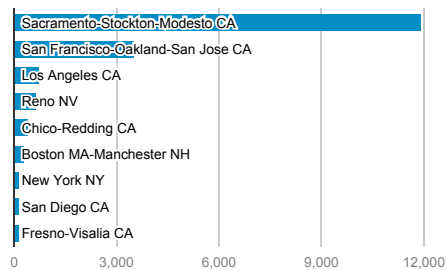 Sacramento-Stockton-Modesto CA
San Francisco-Oakland-San Jose CA
Los Angeles CA
Reno NV
Chico-Redding CA
Boston MA-Manchester NH
New York NY
San Diego CA
Fresno-Visalia CA
0 3,000 6,000 9,000 12,000